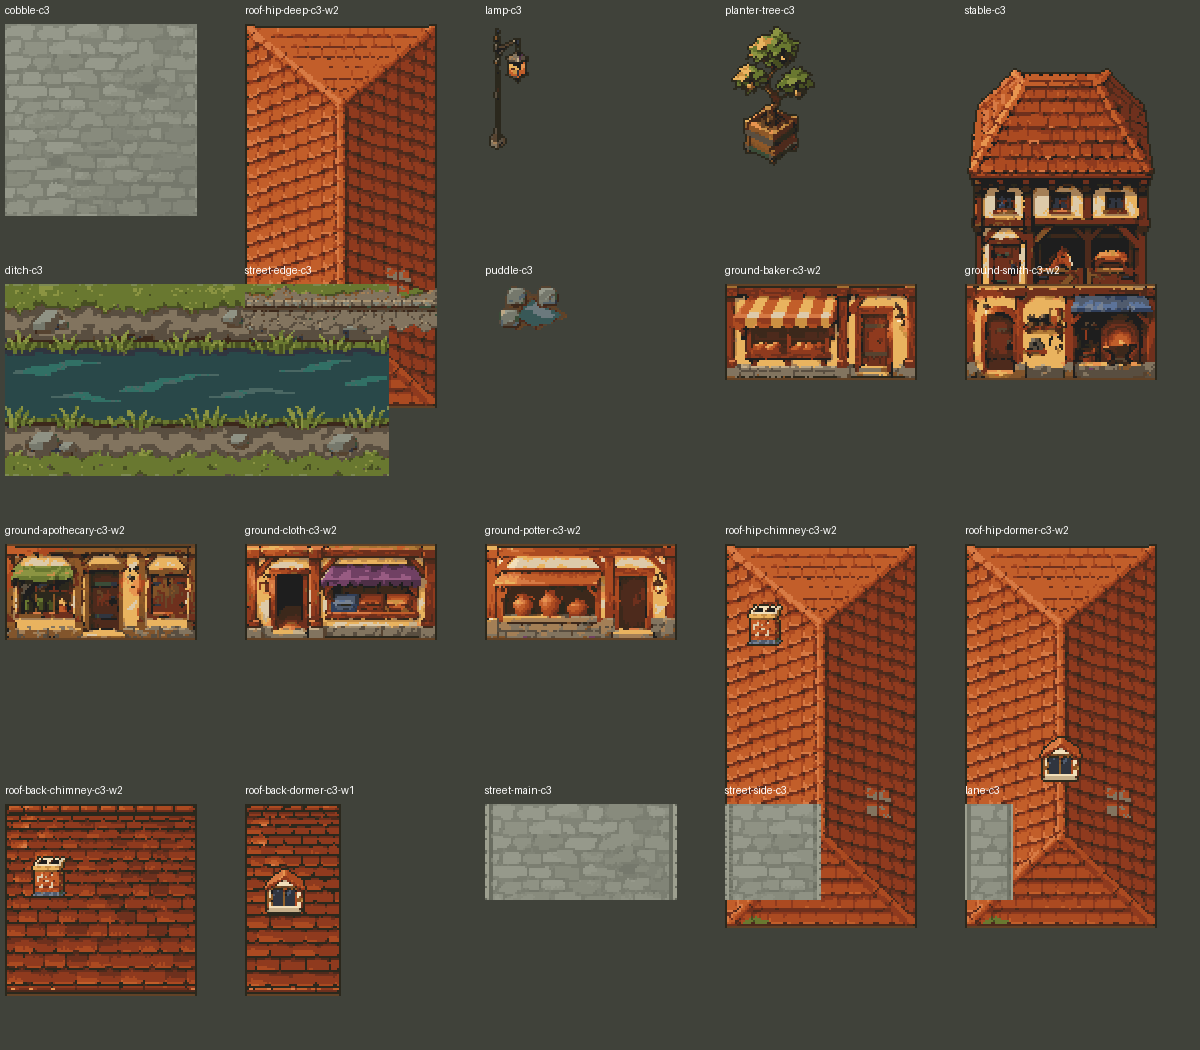 cobble-c3
roof-hip-deep-c3-w2
lamp-c3
planter-tree-c3
stable-c3
ditch-c3
street-edge-c3
puddle-c3
ground-baker-c3-w2
ground-smith-c3-w2
ground-apothecary-c3-w2
ground-cloth-c3-w2
ground-potter-c3-w2
roof-hip-chimney-c3-w2
roof-hip-dormer-c3-w2
roof-back-chimney-c3-w2
roof-back-dormer-c3-w1
street-main-c3
street-side-c3
lane-c3